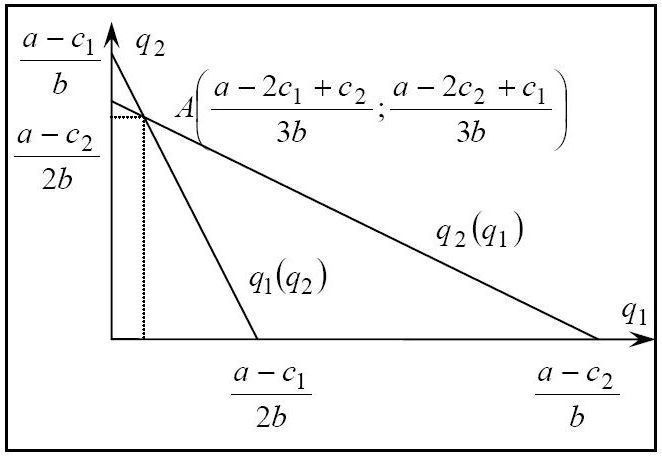 (a − c₁)/b
q₂
A((a − 2c₁ + c₂)/3b ; (a − 2c₂ + c₁)/3b)
(a − c₂)/2b
q₂(q₁)
q₁(q₂)
q₁
(a − c₁)/2b
(a − c₂)/b